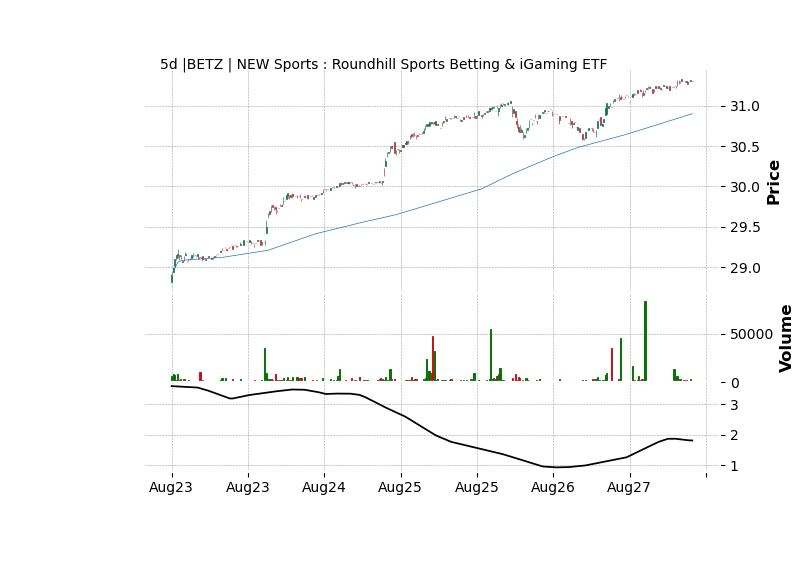 5d |BETZ | NEW Sports : Roundhill Sports Betting & iGaming ETF
31.0
30.5
30.0
29.5
29.0
Price
50000
0
Volume
3
2
1
Aug23 Aug23 Aug24 Aug25 Aug25 Aug26 Aug27